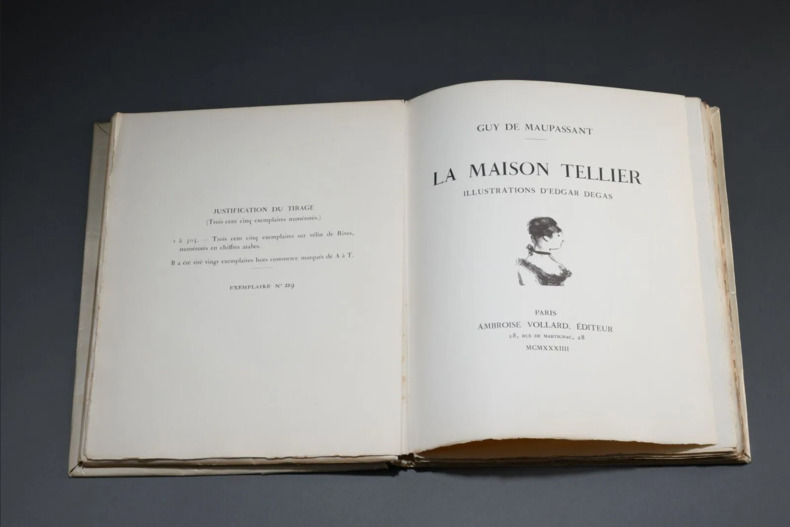 JUSTIFICATION DU TIRAGE
(Trois cent cinq exemplaires numérotés.)
1 à 305. — Trois cent cinq exemplaires sur vélin de Rives,
numérotés en chiffres arabes.
Il a été tiré vingt exemplaires hors commerce marqués de A à T.
EXEMPLAIRE N° 219
GUY DE MAUPASSANT
LA MAISON TELLIER
ILLUSTRATIONS D'EDGAR DEGAS
PARIS
AMBROISE VOLLARD, ÉDITEUR
28, RUE DE MARTIGNAC, 28
MCMXXXIIII